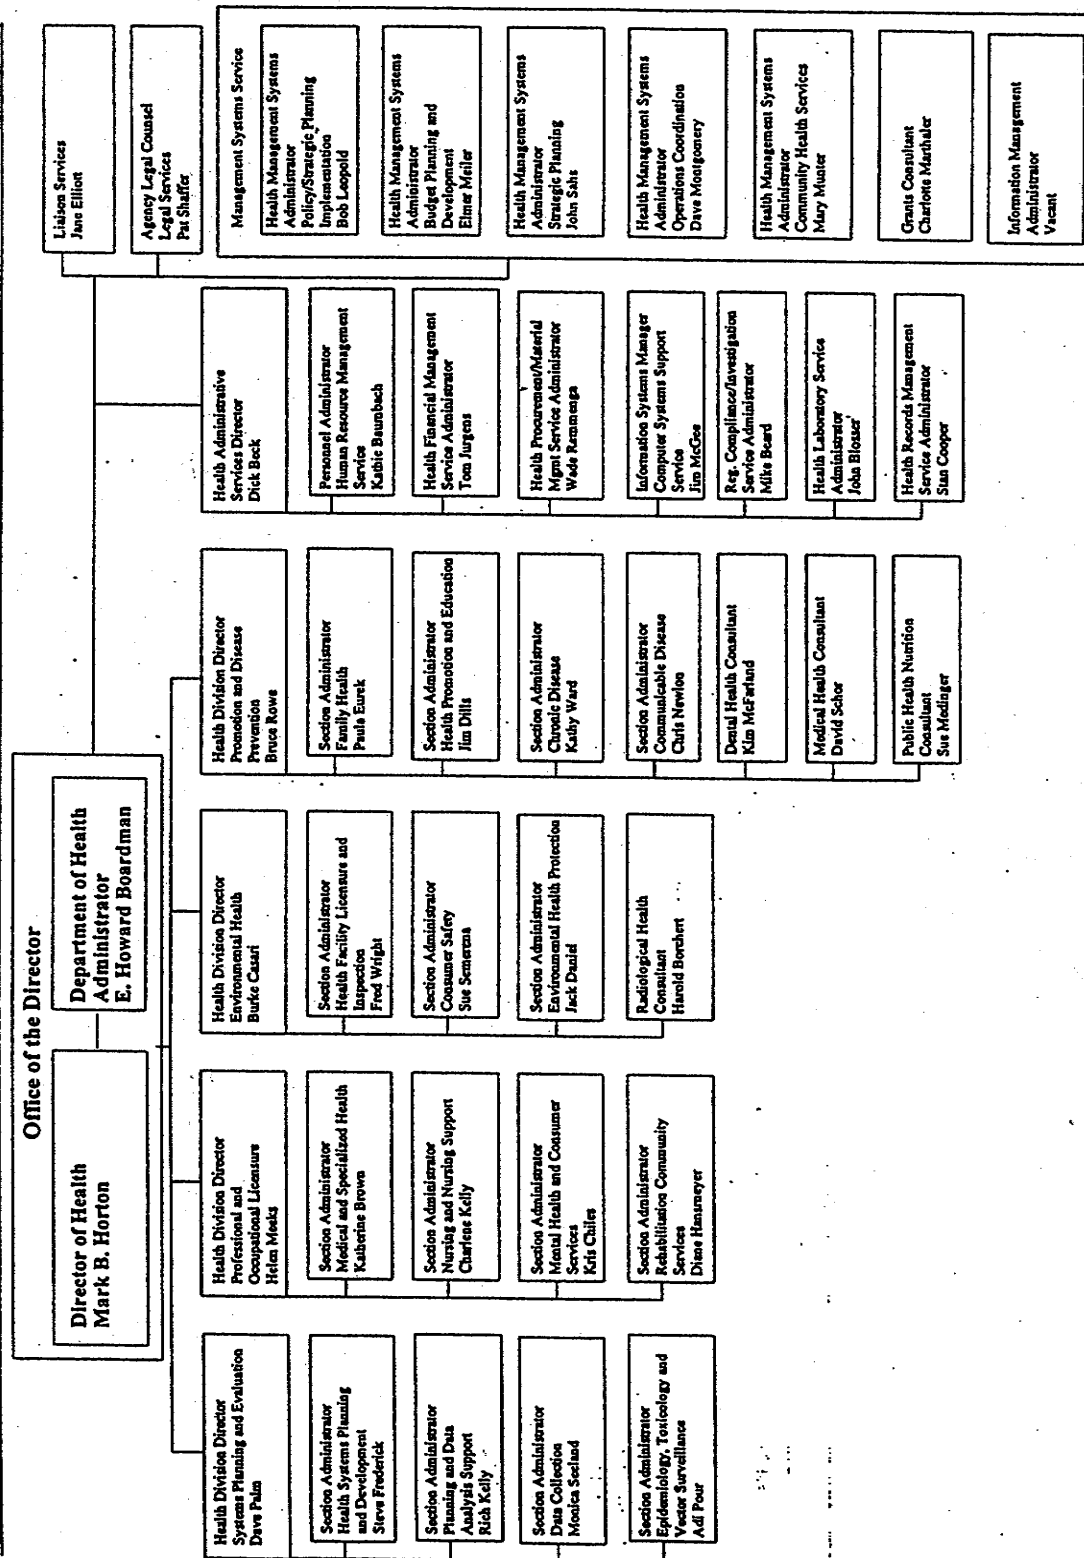 Office of the Director
Director of Health
Mark B. Horton
Department of Health
Administrator
E. Howard Boardman
Liaison Services
Jane Elliott
Agency Legal Counsel
Legal Services
Pat Shaffer
Health Division Director
Systems Planning and Evaluation
Dave Palm
Section Administrator
Health Systems Planning
and Development
Steve Frederick
Section Administrator
Planning and Data
Analysis Support
Rich Kelly
Section Administrator
Data Collection
Monica Seeland
Section Administrator
Epidemiology, Toxicology and
Vector Surveillance
Adi Pour
Health Division Director
Professional and
Occupational Licensure
Helen Meeks
Section Administrator
Medical and Specialized Health
Katherine Brown
Section Administrator
Nursing and Nursing Support
Charlene Kelly
Section Administrator
Mental Health and Consumer
Services
Kris Chiles
Section Administrator
Rehabilitation Community
Services
Diane Hansmeyer
Health Division Director
Environmental Health
Burke Casari
Section Administrator
Health Facility Licensure and
Inspection
Fred Wright
Section Administrator
Consumer Safety
Sue Semerena
Section Administrator
Environmental Health Protection
Jack Daniel
Radiological Health
Consultant
Harold Borchert
Health Division Director
Promotion and Disease
Prevention
Bruce Rowe
Section Administrator
Family Health
Paula Eurek
Section Administrator
Health Promotion and Education
Jim Dills
Section Administrator
Chronic Disease
Kathy Ward
Section Administrator
Communicable Disease
Chris Newlon
Dental Health Consultant
Kim McFarland
Medical Health Consultant
David Schor
Public Health Nutrition
Consultant
Sue Medinger
Health Administrative
Services Director
Dick Beck
Personnel Administrator
Human Resource Management
Service
Kathie Baumbach
Health Financial Management
Service Administrator
Tom Jurgens
Health Procurement/Material
Mgmt Service Administrator
Wade Remmenga
Information Systems Manager
Computer Systems Support
Service
Jim McGee
Reg. Compliance/Investigation
Service Administrator
Mike Beard
Health Laboratory Service
Administrator
John Blosser
Health Records Management
Service Administrator
Stan Cooper
Management Systems Service
Health Management Systems
Administrator
Policy/Strategic Planning
Implementation
Bob Leopold
Health Management Systems
Administrator
Budget Planning and
Development
Elmer Meiler
Health Management Systems
Administrator
Strategic Planning
John Sahs
Health Management Systems
Administrator
Operations Coordination
Dave Montgomery
Health Management Systems
Administrator
Community Health Services
Mary Munter
Grants Consultant
Charlotte Marthaler
Information Management
Administrator
Vacant